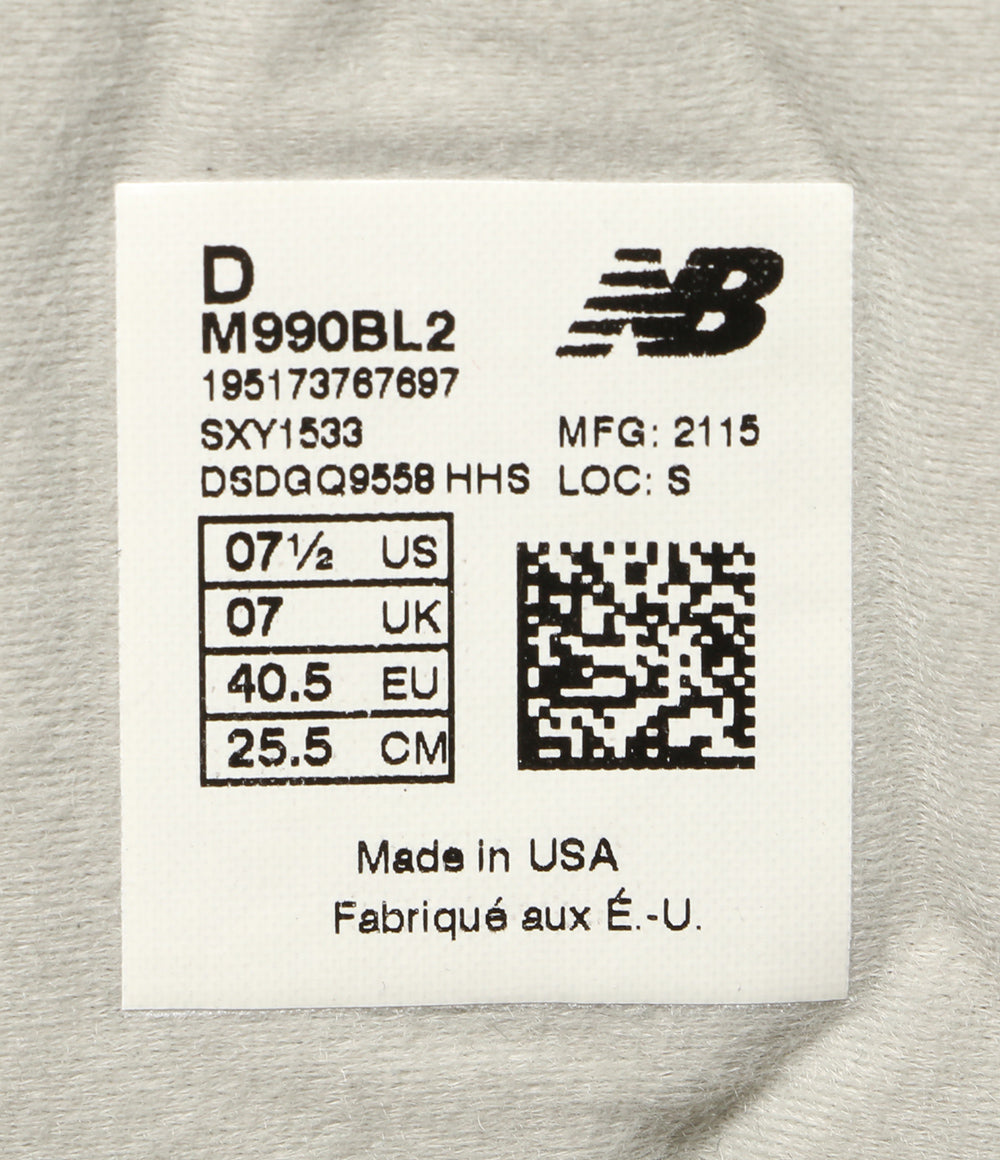 D
NB
M990BL2
195173767697
SXY1533 MFG: 2115
DSDGQ9558 HHS LOC: S
07½ US
07 UK
40.5 EU
25.5 CM
Made in USA
Fabriqué aux É.-U.